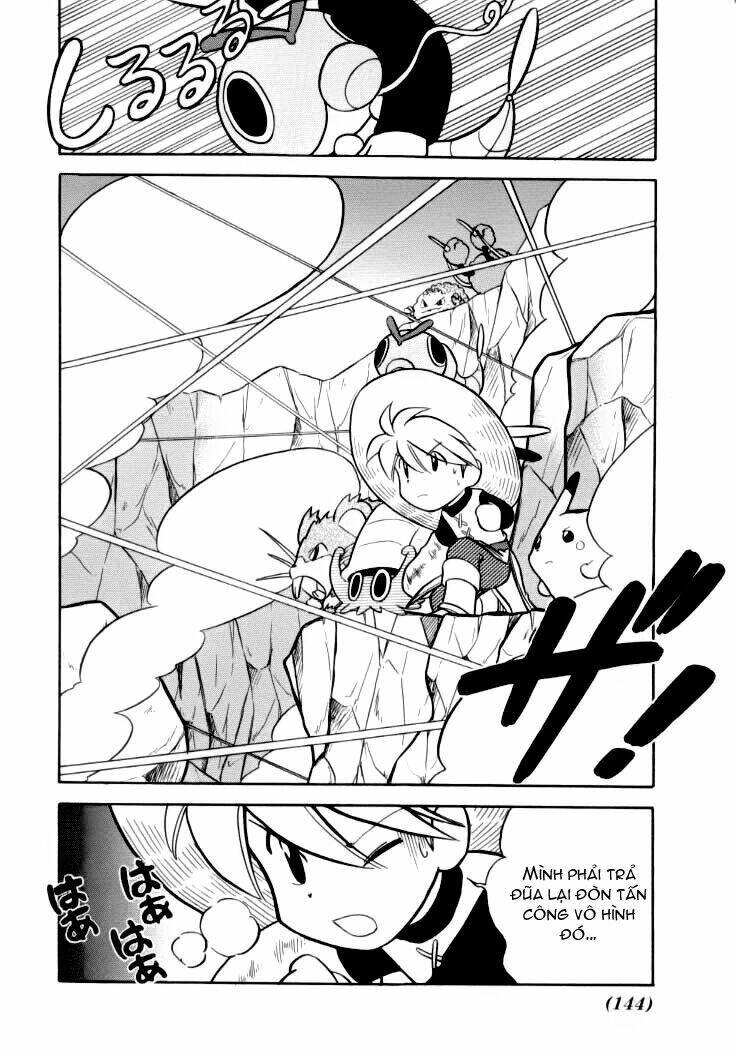 しるるる
ザ!
MÌNH PHẢI TRẢ
ĐŨA LẠI ĐÒN TẤN
CÔNG VÔ HÌNH
ĐÓ...
はぁ
はぁ
はぁ
(144)